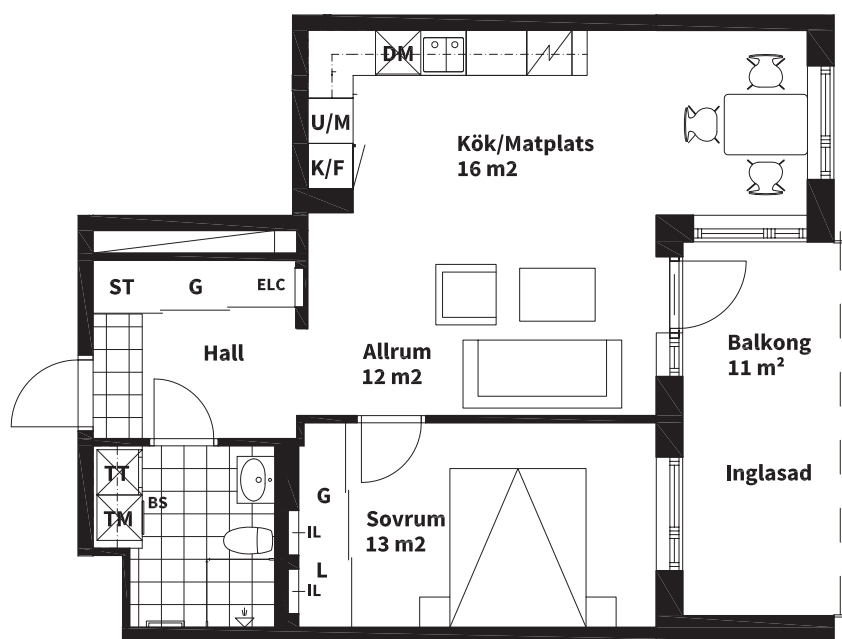 DM
U/M
K/F
Kök/Matplats
16 m2
ST
G
ELC
Hall
Allrum
12 m2
Balkong
11 m²
Inglasad
TT
TM
BS
G
Sovrum
13 m2
IL
L
IL